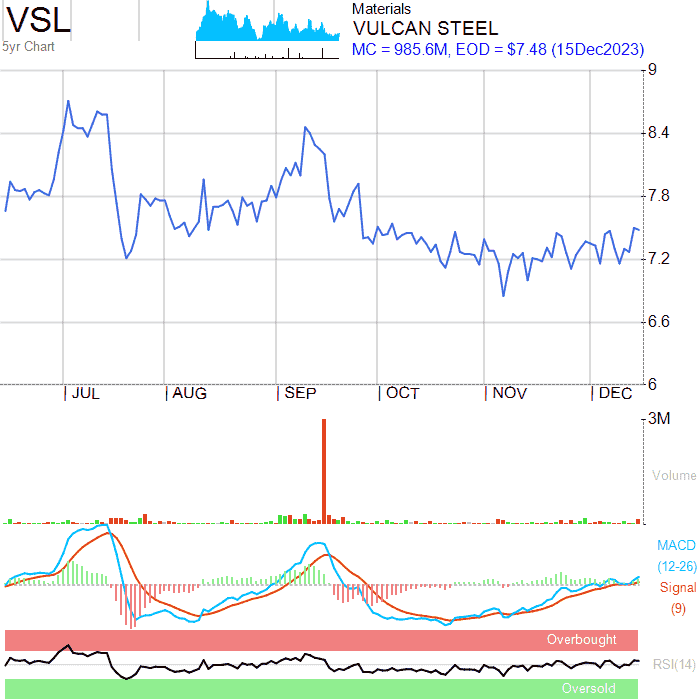 VSL
5yr Chart
Materials
VULCAN STEEL
MC = 985.6M, EOD = $7.48 (15Dec2023)
9
8.4
7.8
7.2
6.6
6
JUL AUG SEP OCT NOV DEC
3M
Volume
MACD
(12-26)
Signal
(9)
Overbought
RSI(14)
Oversold